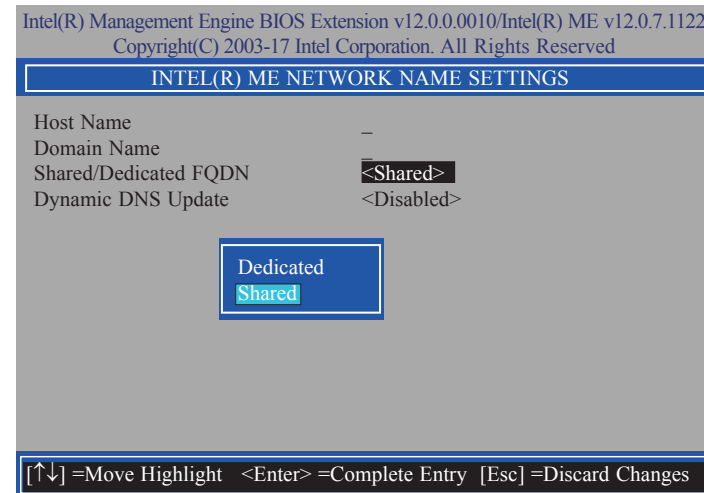 Intel(R) Management Engine BIOS Extension v12.0.0.0010/Intel(R) ME v12.0.7.1122
Copyright(C) 2003-17 Intel Corporation. All Rights Reserved
INTEL(R) ME NETWORK NAME SETTINGS
Host Name _
Domain Name _
Shared/Dedicated FQDN <Shared>
Dynamic DNS Update <Disabled>
Dedicated
Shared
[↑↓] =Move Highlight <Enter> =Complete Entry [Esc] =Discard Changes